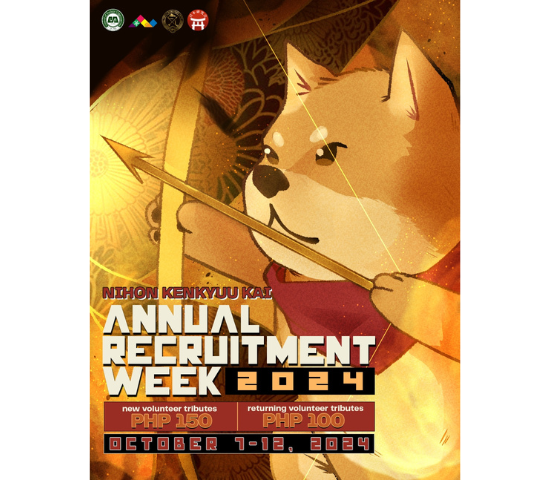 NIHON KENKYUU KAI
ANNUAL
RECRUITMENT
WEEK 2024
new volunteer tributes
PHP 150
returning volunteer tributes
PHP 100
OCTOBER 7-12, 2024